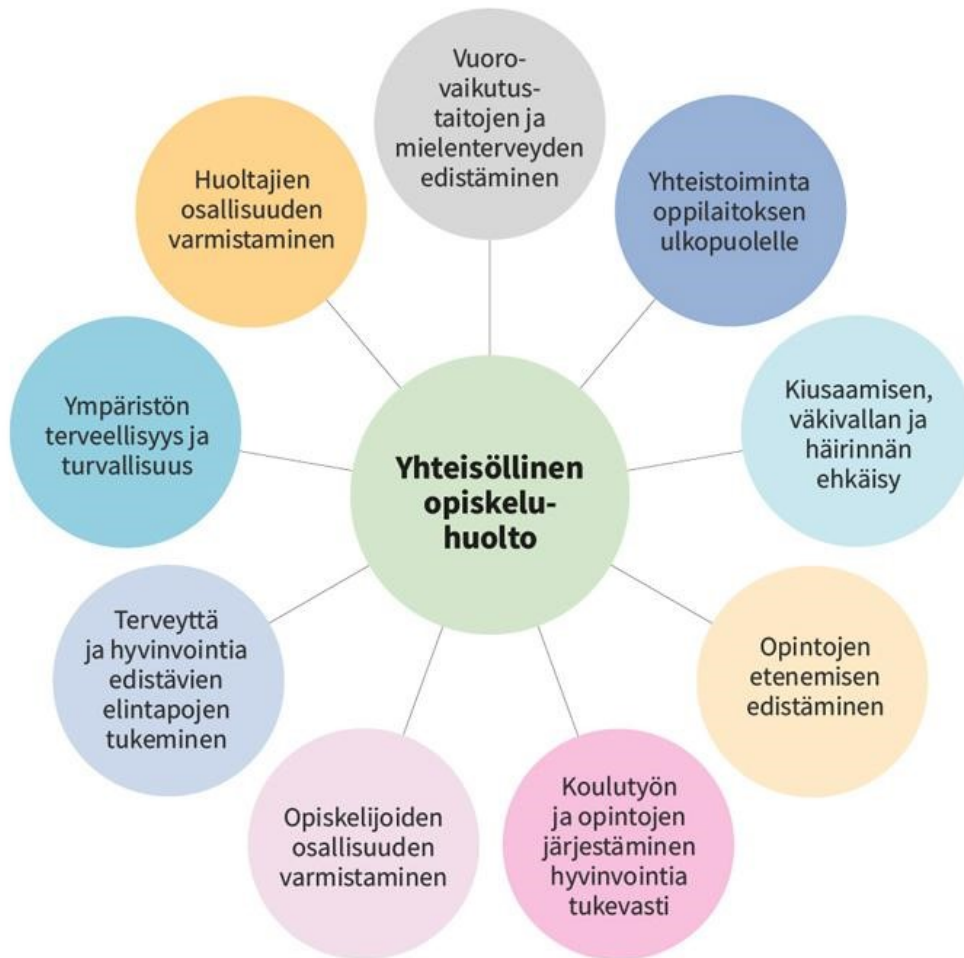 Vuoro-
vaikutus-
taitojen ja
mielenterveyden
edistäminen
Yhteistoiminta
oppilaitoksen
ulkopuolelle
Kiusaamisen,
väkivallan ja
häirinnän
ehkäisy
Opintojen
etenemisen
edistäminen
Koulutyön
ja opintojen
järjestäminen
hyvinvointia
tukevasti
Opiskelijoiden
osallisuuden
varmistaminen
Terveyttä
ja hyvinvointia
edistävien
elintapojen
tukeminen
Ympäristön
terveellisyys ja
turvallisuus
Huoltajien
osallisuuden
varmistaminen
Yhteisöllinen
opiskelu-
huolto